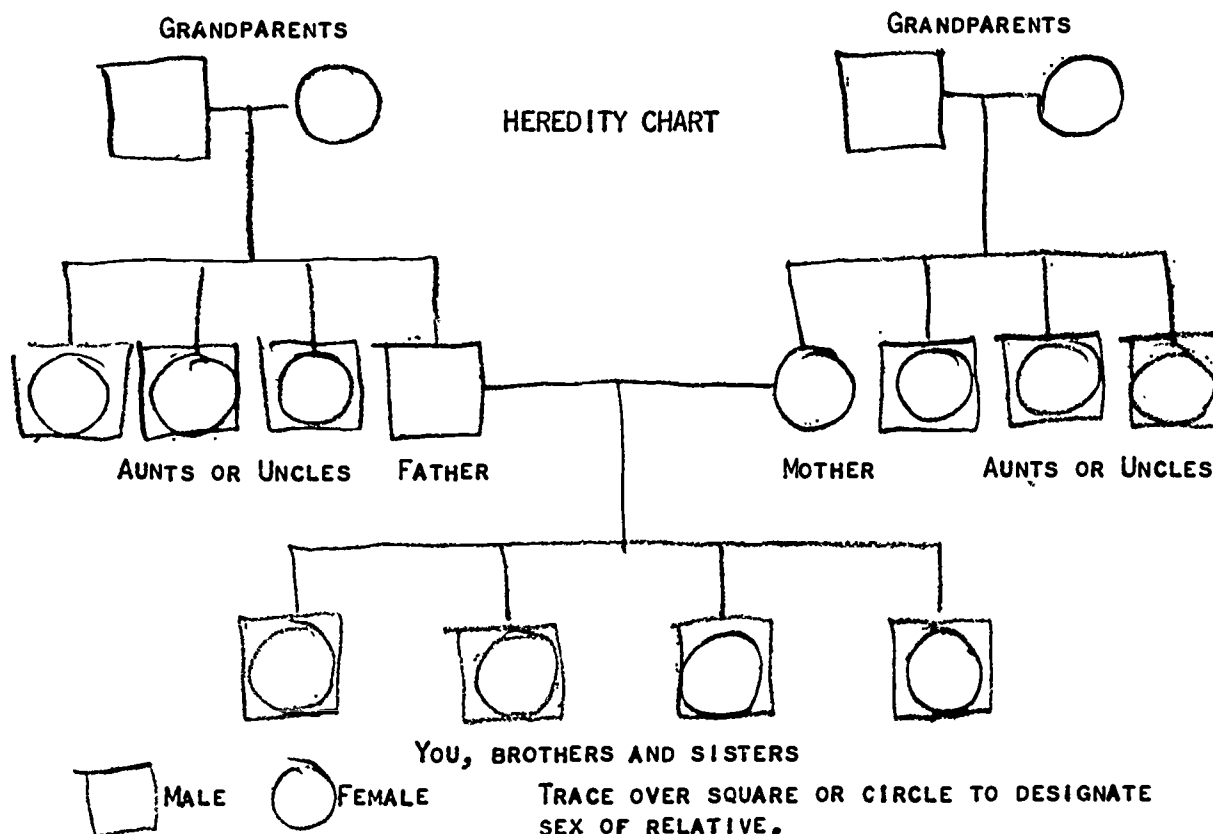 GRANDPARENTS
GRANDPARENTS
HEREDITY CHART
AUNTS OR UNCLES
FATHER
MOTHER
AUNTS OR UNCLES
YOU, BROTHERS AND SISTERS
MALE
FEMALE
TRACE OVER SQUARE OR CIRCLE TO DESIGNATE
SEX OF RELATIVE.